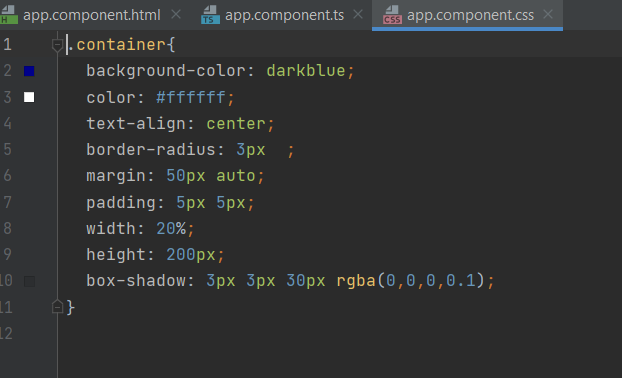 app.component.html × app.component.ts × app.component.css ×
1 .container{
2 background-color: darkblue;
3 color: #ffffff;
4 text-align: center;
5 border-radius: 3px  ;
6 margin: 50px auto;
7 padding: 5px 5px;
8 width: 20%;
9 height: 200px;
10 box-shadow: 3px 3px 30px rgba(0,0,0,0.1);
11 }
12